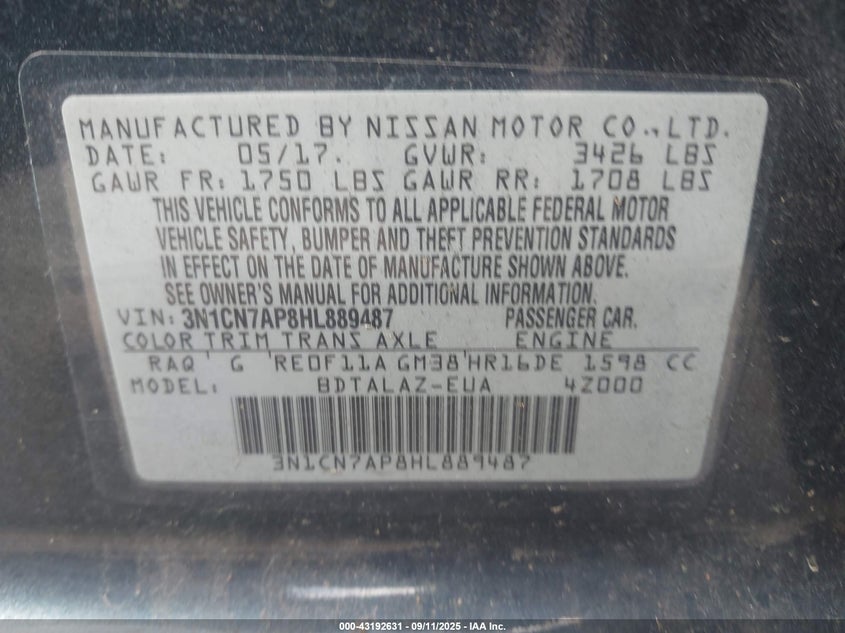 MANUFACTURED BY NISSAN MOTOR CO.,LTD.
DATE: 05/17. GVWR: 3426 LBS
GAWR FR: 1750 LBS GAWR RR: 1708 LBS
THIS VEHICLE CONFORMS TO ALL APPLICABLE FEDERAL MOTOR
VEHICLE SAFETY, BUMPER AND THEFT PREVENTION STANDARDS
IN EFFECT ON THE DATE OF MANUFACTURE SHOWN ABOVE.
SEE OWNER'S MANUAL FOR ADDITIONAL INFORMATION.
VIN: 3N1CN7AP8HL889487 PASSENGER CAR.
COLOR TRIM TRANS AXLE ENGINE
RAQ G RE0F11A GM38 HR16DE 1598 CC
MODEL: BDTALAZ-EUA 4Z000
3N1CN7AP8HL889487
000-43192631 - 09/11/2025 - IAA Inc.